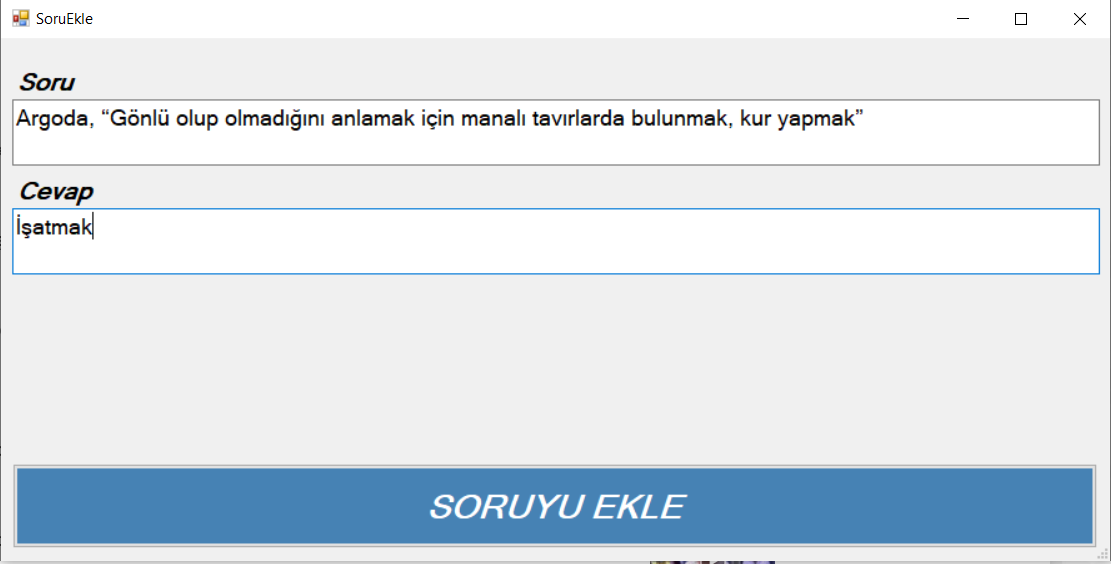 SoruEkle
Soru
Argoda, “Gönlü olup olmadığını anlamak için manalı tavırlarda bulunmak, kur yapmak”
Cevap
İşatmak
SORUYU EKLE